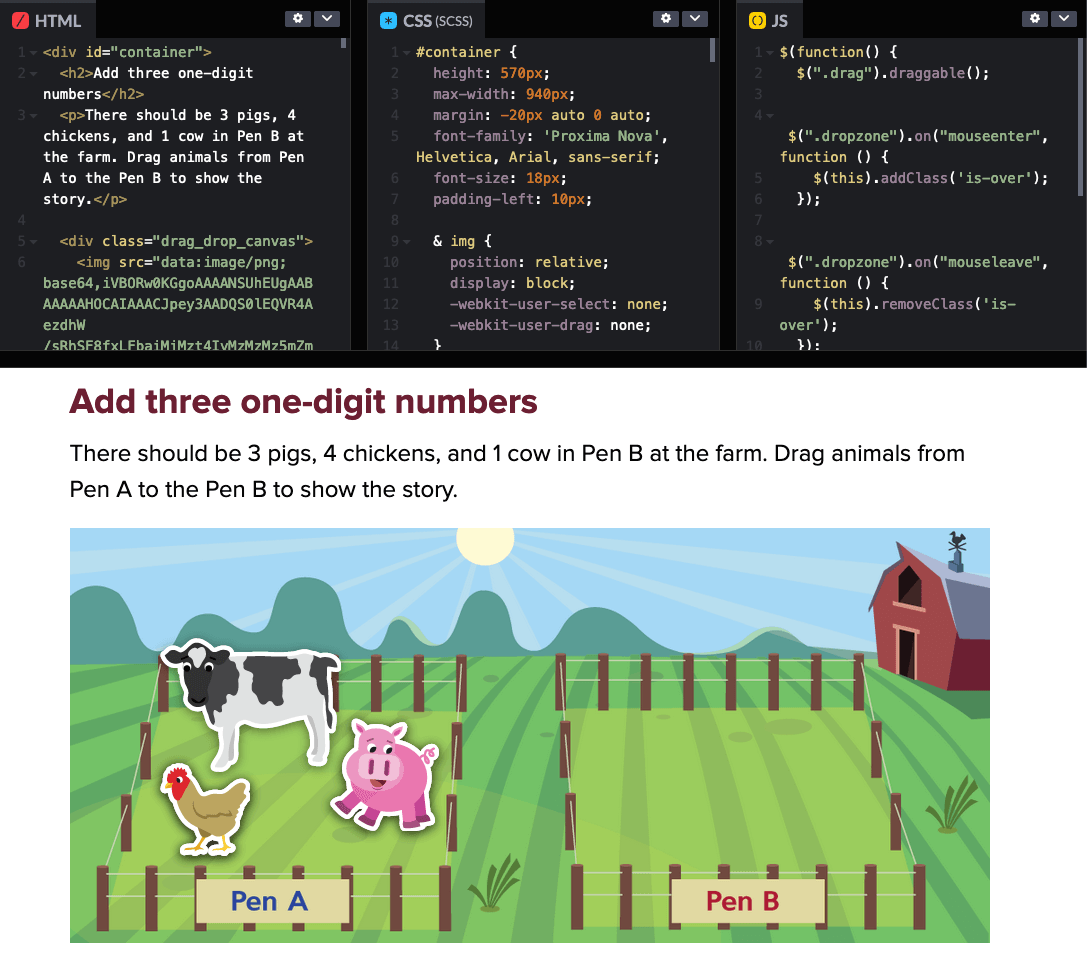 HTML
1 <div id="container">
2 <h2>Add three one-digit
numbers</h2>
3 <p>There should be 3 pigs, 4
chickens, and 1 cow in Pen B at
the farm. Drag animals from Pen
A to the Pen B to show the
story.</p>
4
5 <div class="drag_drop_canvas">
6 <img src="data:image/png;
base64,iVBORw0KGgoAAAANSUhEUgAAB
AAAAAHOCAIAAACJpey3AADQS0lEQVR4A
ezdhW
CSS (SCSS)
1 #container {
2 height: 570px;
3 max-width: 940px;
4 margin: -20px auto 0 auto;
5 font-family: 'Proxima Nova',
Helvetica, Arial, sans-serif;
6 font-size: 18px;
7 padding-left: 10px;
8
9 & img {
10 position: relative;
11 display: block;
12 -webkit-user-select: none;
13 -webkit-user-drag: none;
14 }
JS
1 $(function() {
2 $(".drag").draggable();
3
4
$(".dropzone").on("mouseenter",
function () {
5 $(this).addClass('is-over');
6 });
7
8
$(".dropzone").on("mouseleave",
function () {
9 $(this).removeClass('is-
over');
10 });
Add three one-digit numbers
There should be 3 pigs, 4 chickens, and 1 cow in Pen B at the farm. Drag animals from
Pen A to the Pen B to show the story.
Pen A
Pen B